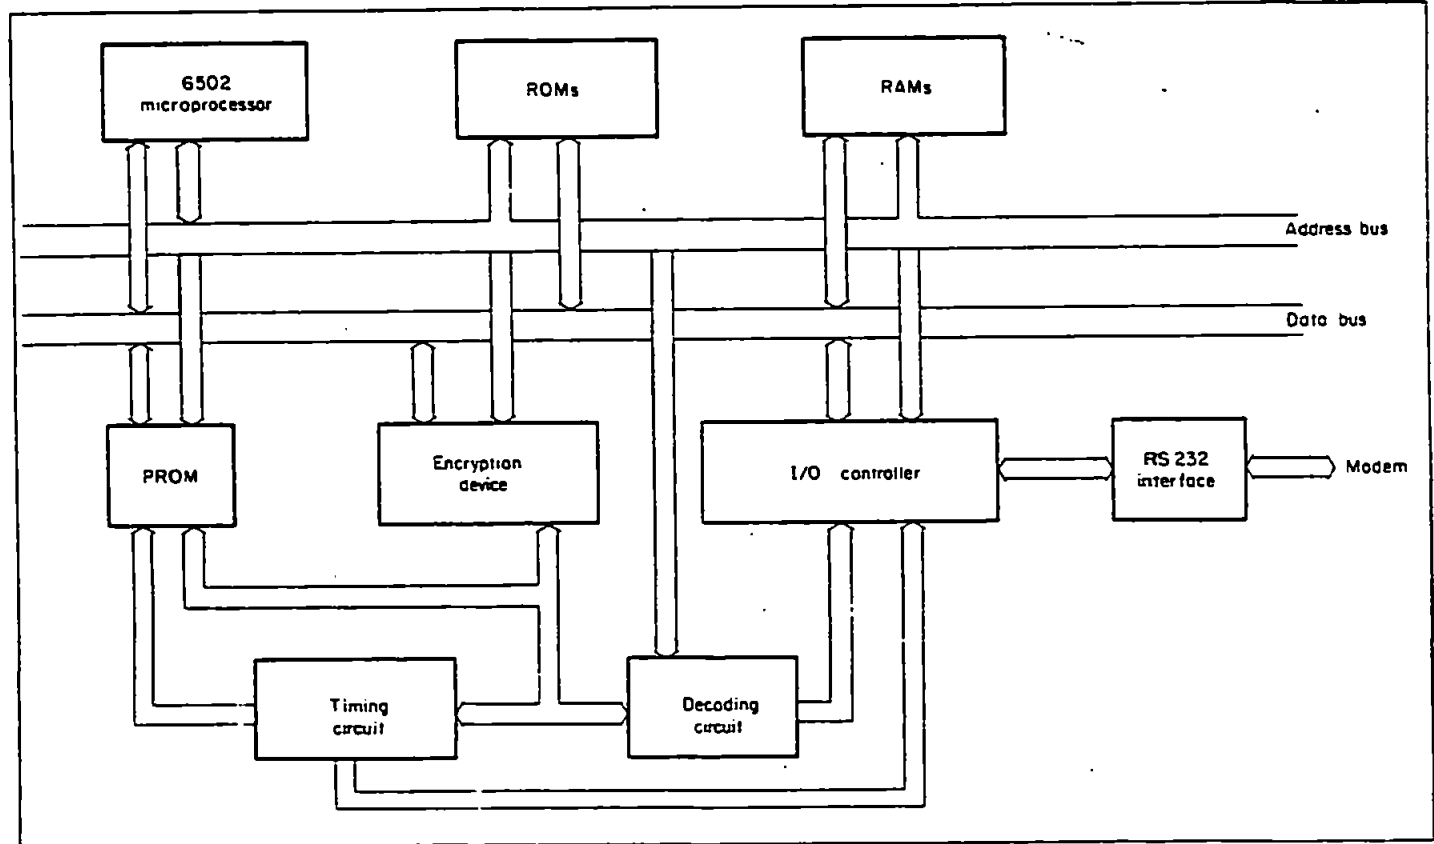 6502
microprocessor
ROMs
RAMs
Address bus
Data bus
PROM
Encryption
device
I/O controller
RS 232
interface
Modem
Timing
circuit
Decoding
circuit